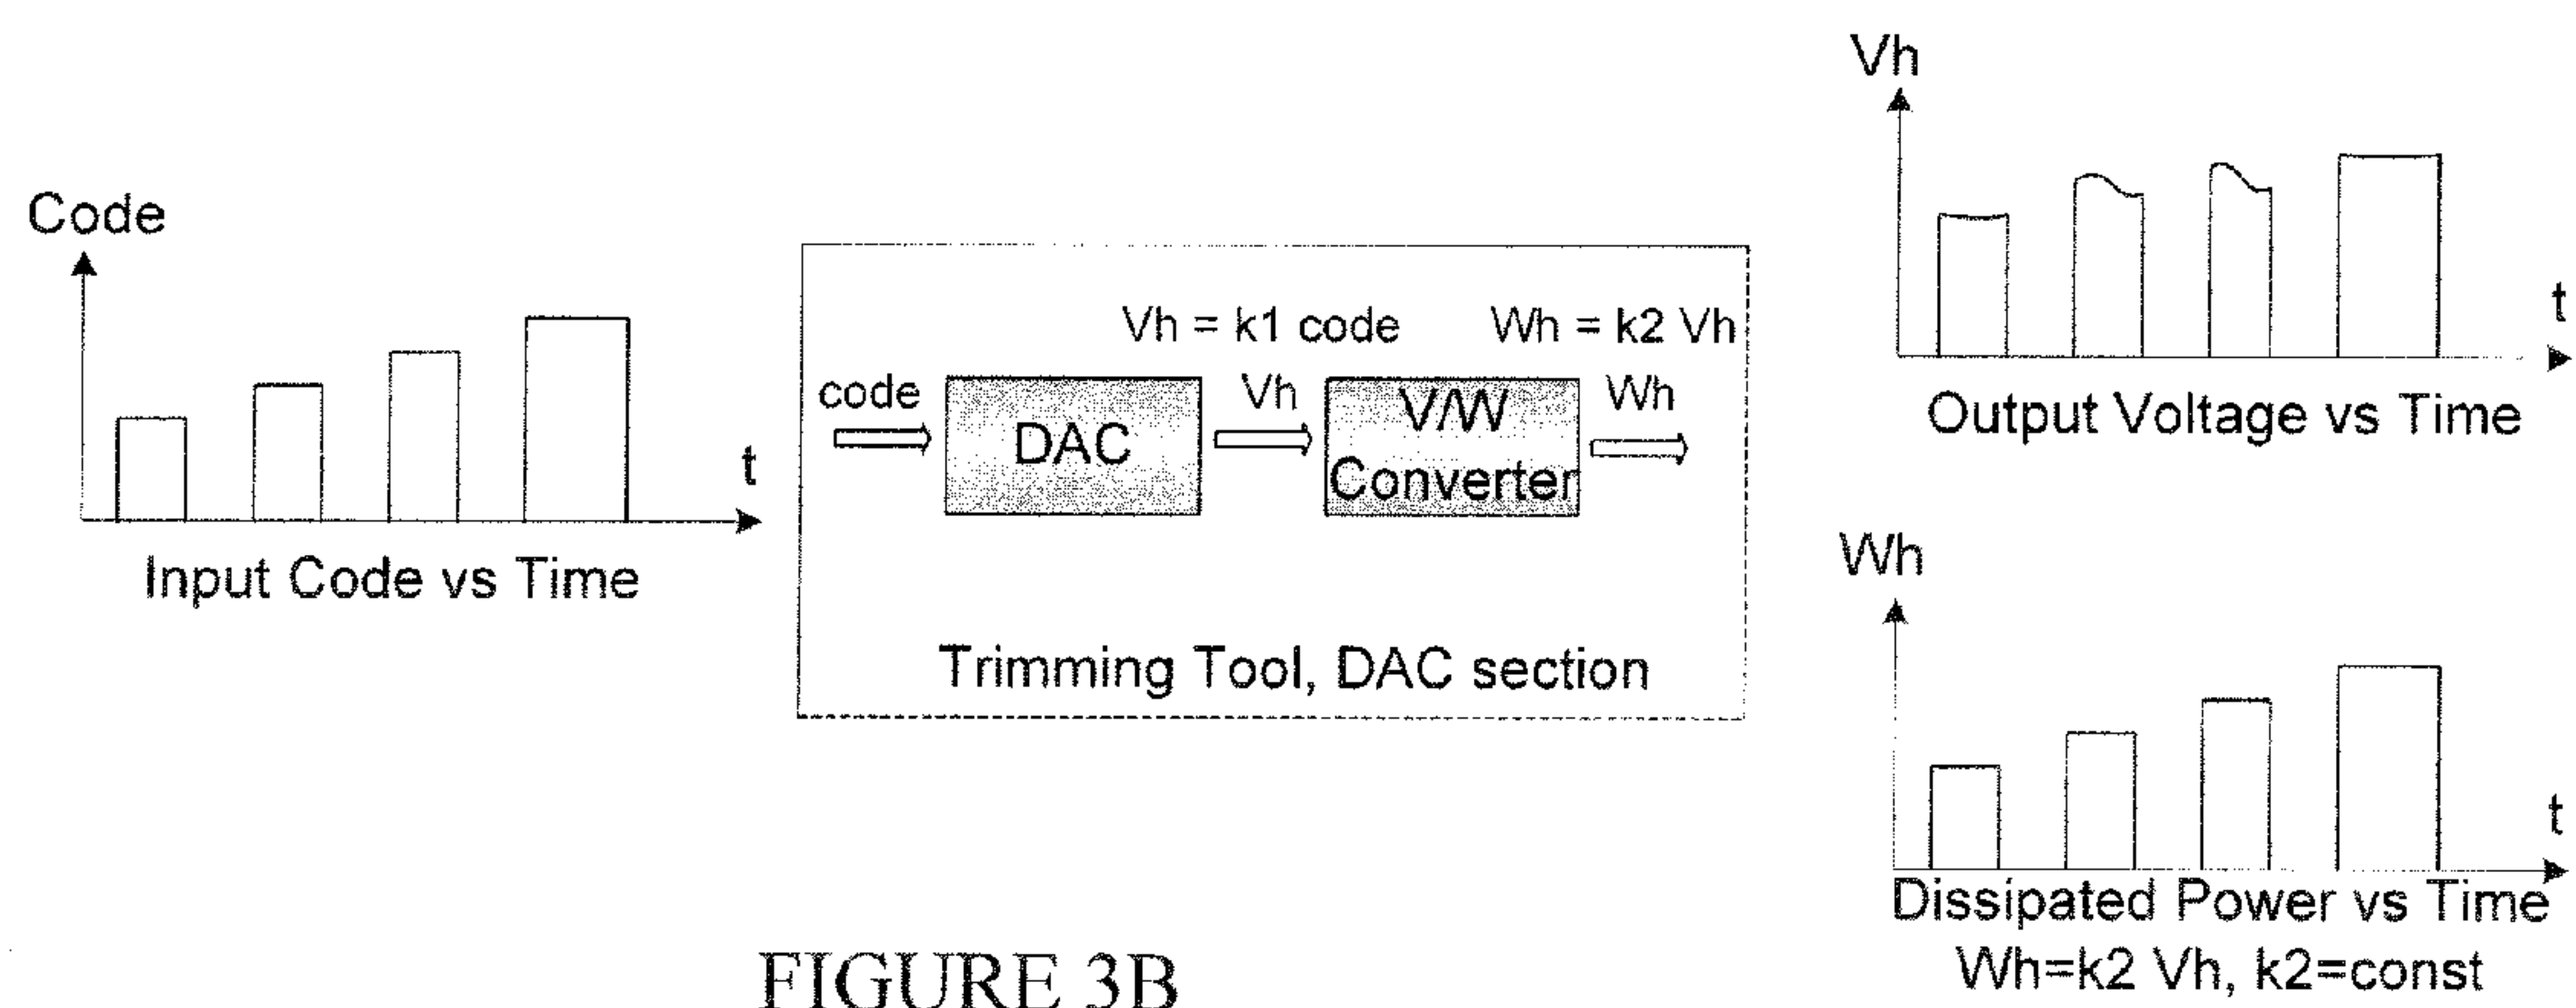 Code
t
Input Code vs Time
Vh = k1 code
Wh = k2 Vh
code
DAC
Vh
V/W
Converter
Wh
Trimming Tool, DAC section
Vh
t
Output Voltage vs Time
Wh
t
Dissipated Power vs Time
Wh=k2 Vh, k2=const
FIGURE 3B